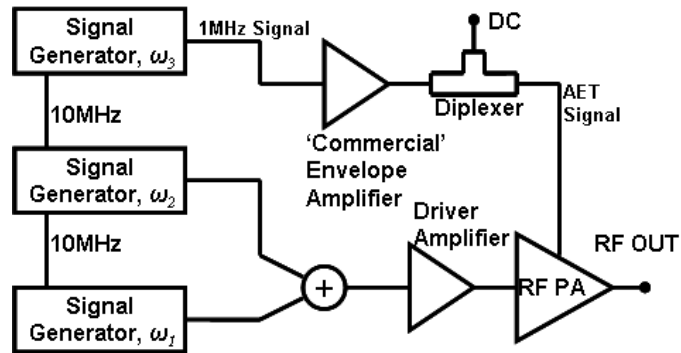 Signal
Generator, ω3
1MHz Signal
DC
10MHz
Diplexer
AET
Signal
‘Commercial’
Envelope
Amplifier
Signal
Generator, ω2
10MHz
Driver
Amplifier
RF OUT
+
RF PA
Signal
Generator, ω1